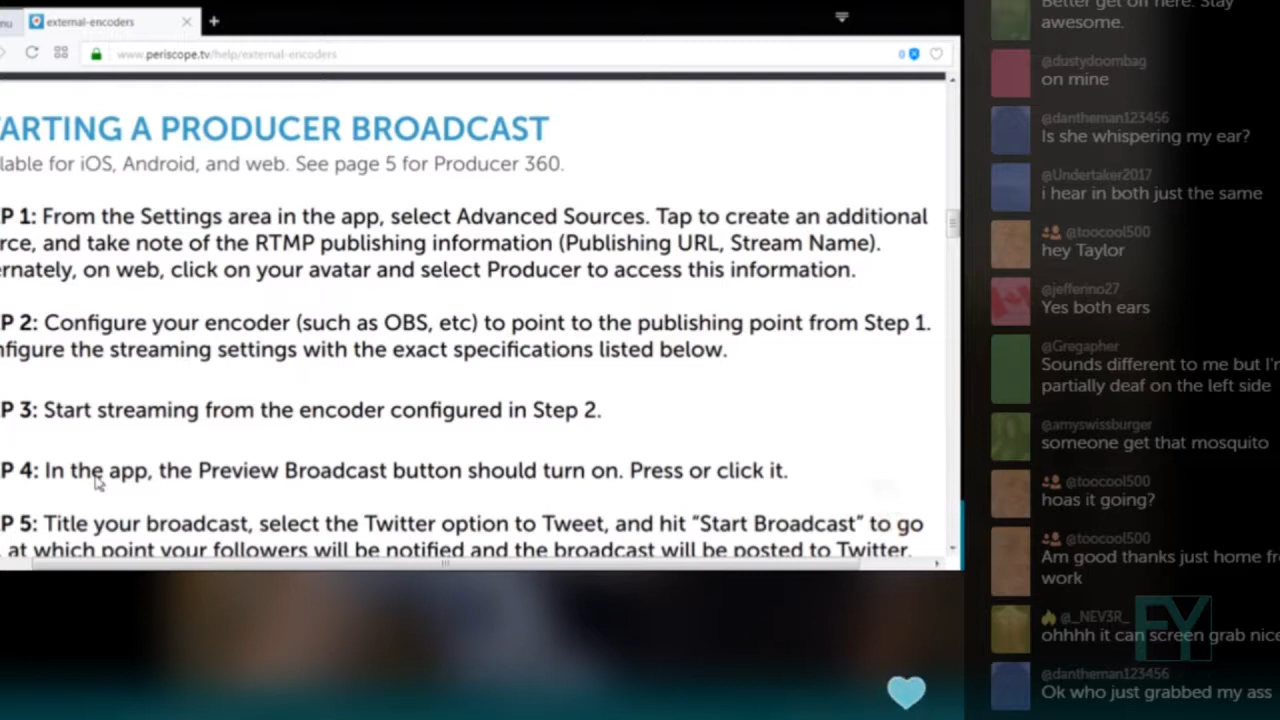 nu
external-encoders
www.periscope.tv/help/external-encoders
0
ARTING A PRODUCER BROADCAST
lable for iOS, Android, and web. See page 5 for Producer 360.
P 1: From the Settings area in the app, select Advanced Sources. Tap to create an additional
rce, and take note of the RTMP publishing information (Publishing URL, Stream Name).
ernately, on web, click on your avatar and select Producer to access this information.
P 2: Configure your encoder (such as OBS, etc) to point to the publishing point from Step 1.
nfigure the streaming settings with the exact specifications listed below.
P 3: Start streaming from the encoder configured in Step 2.
P 4: In the app, the Preview Broadcast button should turn on. Press or click it.
P 5: Title your broadcast, select the Twitter option to Tweet, and hit “Start Broadcast” to go
at which point your followers will be notified and the broadcast will be posted to Twitter.
Better get off here. Stay
awesome.
@dustydoombag
on mine
@dantheman123456
Is she whispering my ear?
@Undertaker2017
i hear in both just the same
@toocool500
hey Taylor
@jefferino27
Yes both ears
@Gregapher
Sounds different to me but I'm
partially deaf on the left side
@amyswissburger
someone get that mosquito
@toocool500
hoas it going?
@toocool500
Am good thanks just home fr
work
@_NEV3R_
ohhhh it can screen grab nice
@dantheman123456
Ok who just grabbed my ass
FY